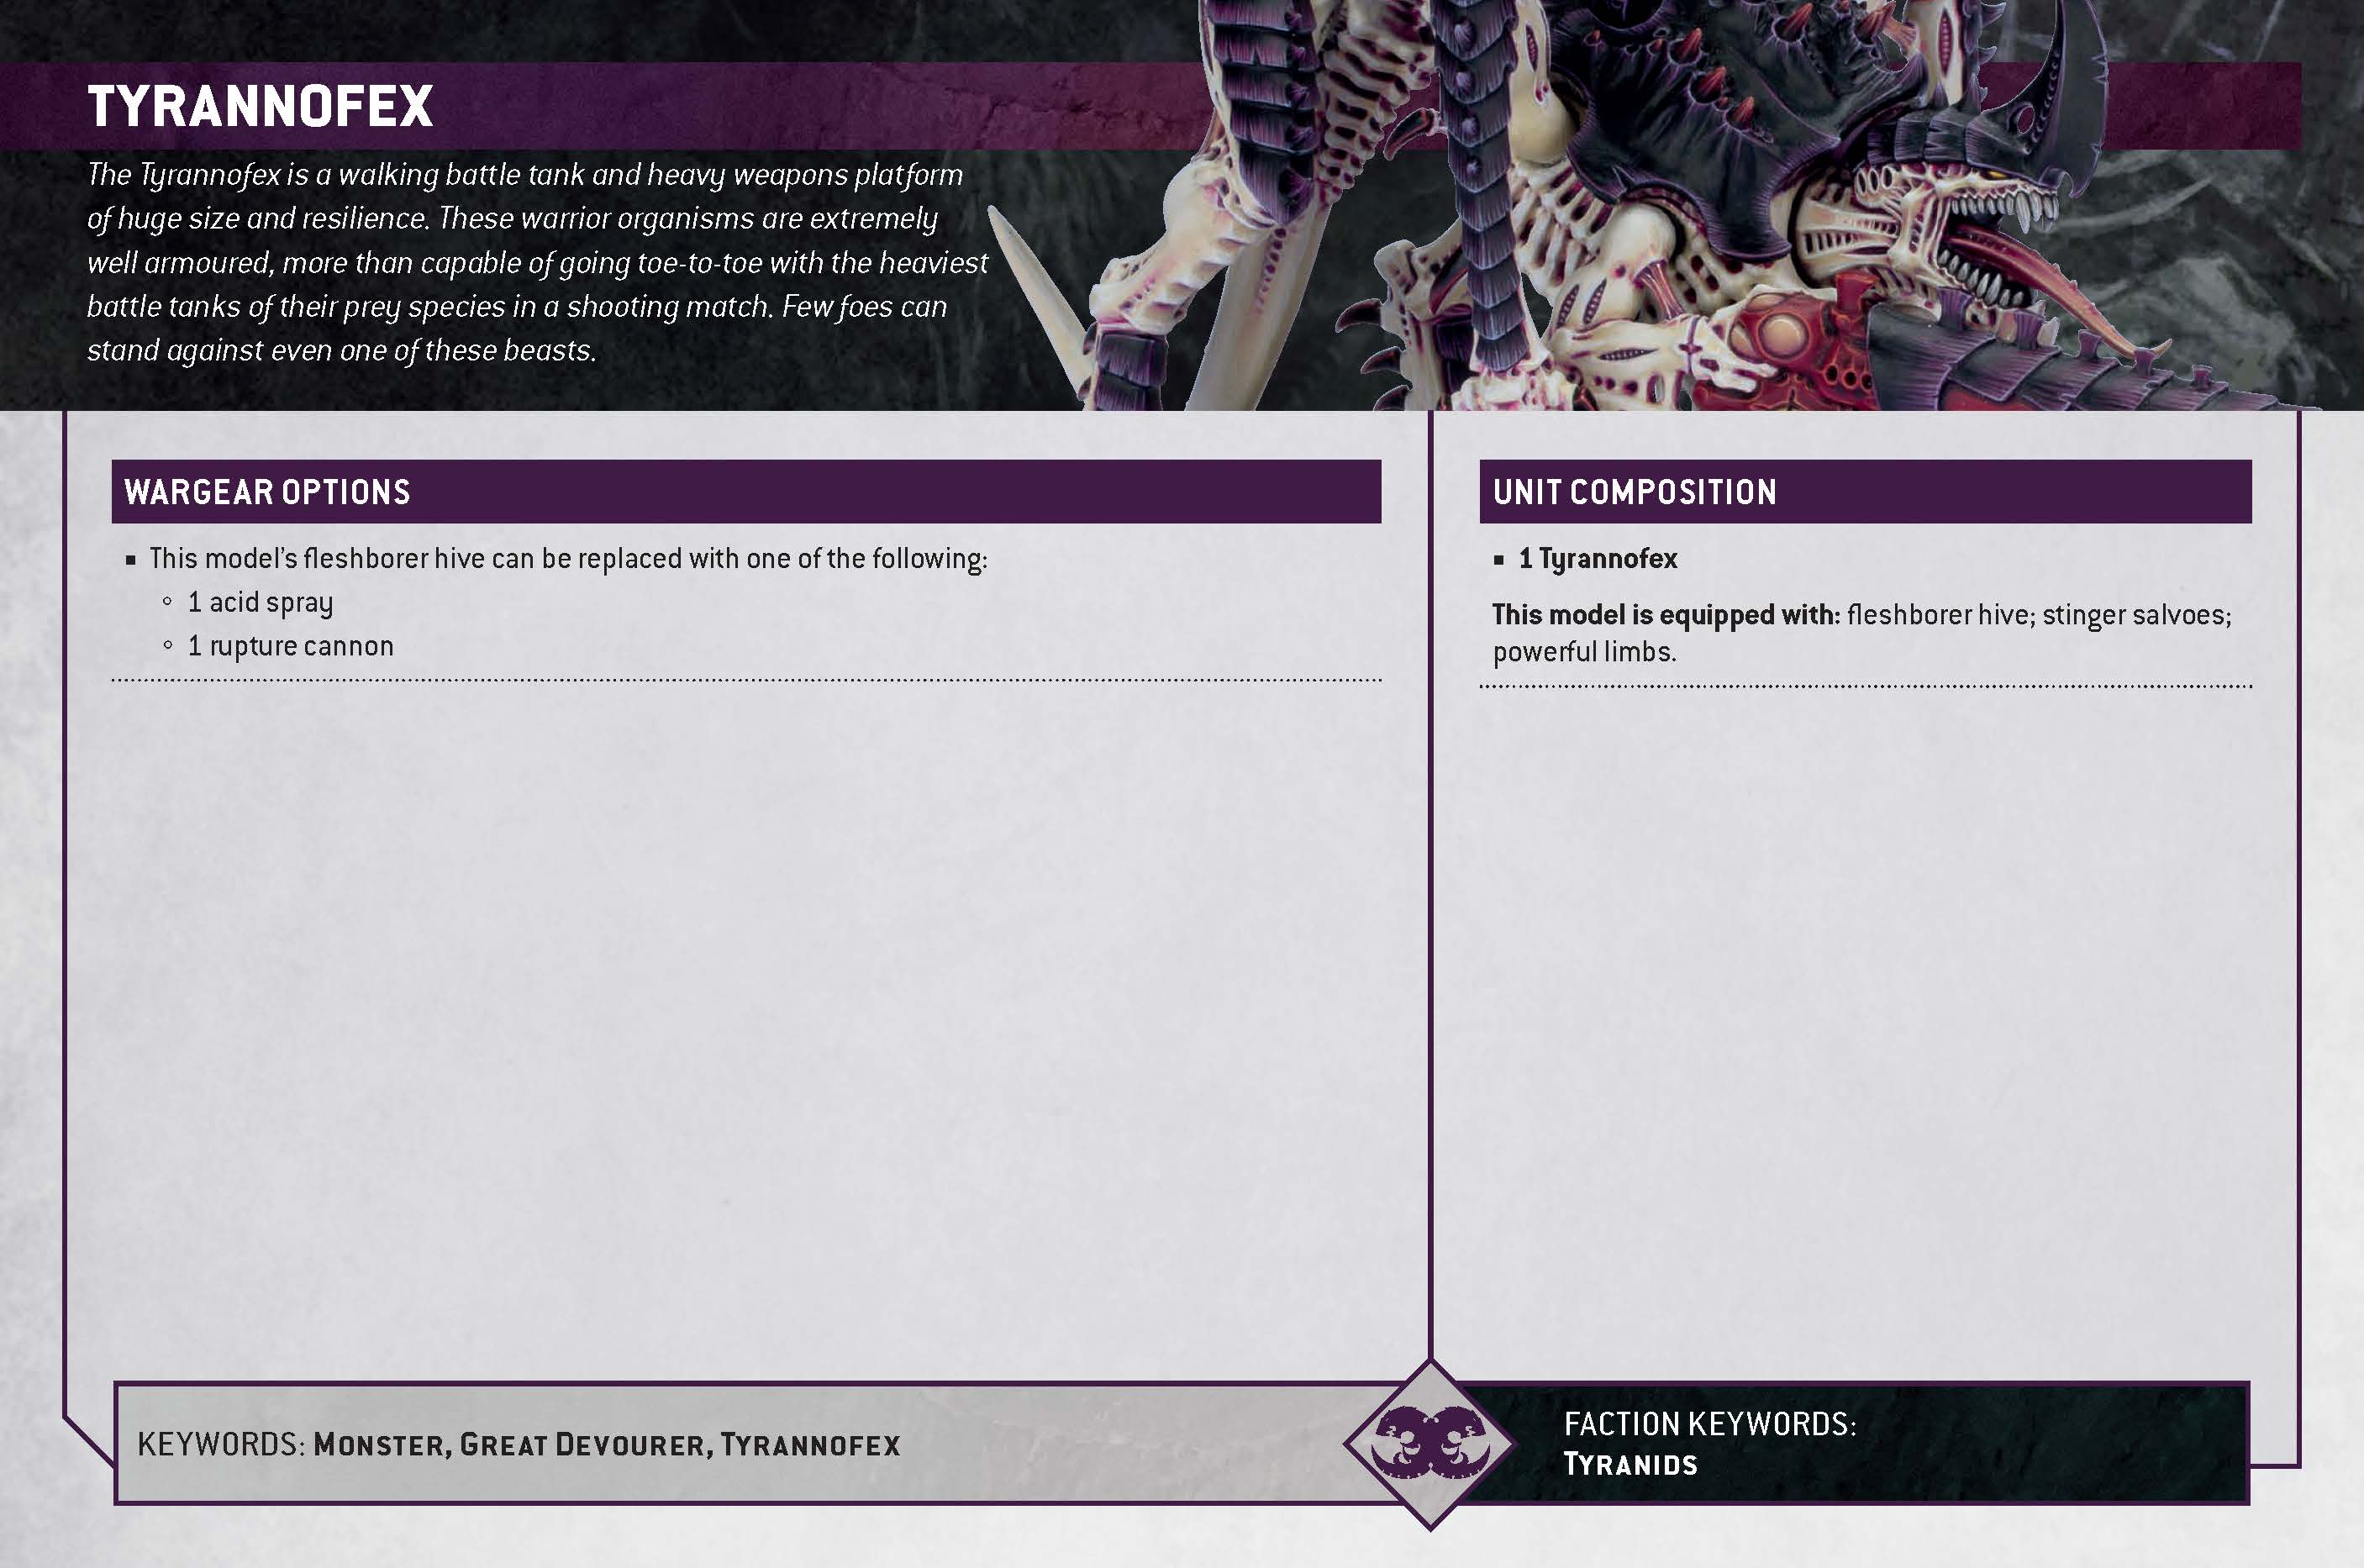 TYRANNOFEX
The Tyrannofex is a walking battle tank and heavy weapons platform
of huge size and resilience. These warrior organisms are extremely
well armoured, more than capable of going toe-to-toe with the heaviest
battle tanks of their prey species in a shooting match. Few foes can
stand against even one of these beasts.
WARGEAR OPTIONS
▪ This model's fleshborer hive can be replaced with one of the following:
◦ 1 acid spray
◦ 1 rupture cannon
UNIT COMPOSITION
▪ 1 Tyrannofex
This model is equipped with: fleshborer hive; stinger salvoes;
powerful limbs.
KEYWORDS: MONSTER, GREAT DEVOURER, TYRANNOFEX
FACTION KEYWORDS:
TYRANIDS